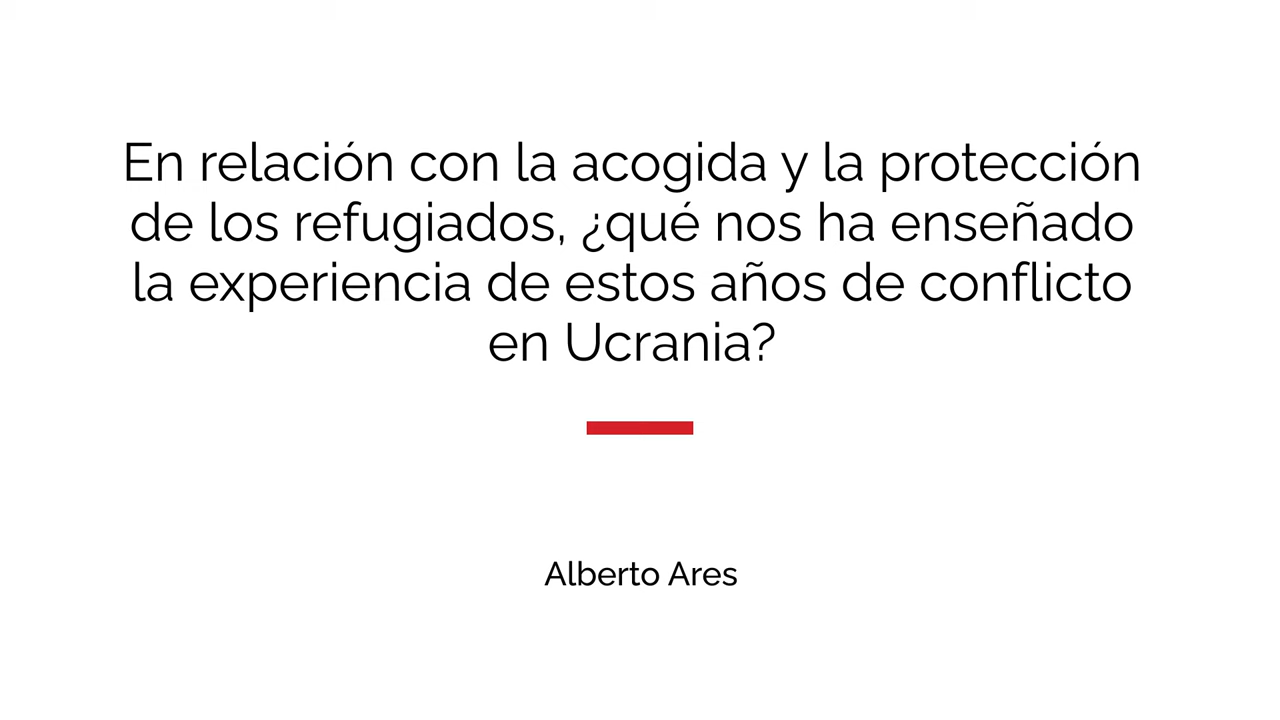 En relación con la acogida y la protección
de los refugiados, ¿qué nos ha enseñado
la experiencia de estos años de conflicto
en Ucrania?
Alberto Ares